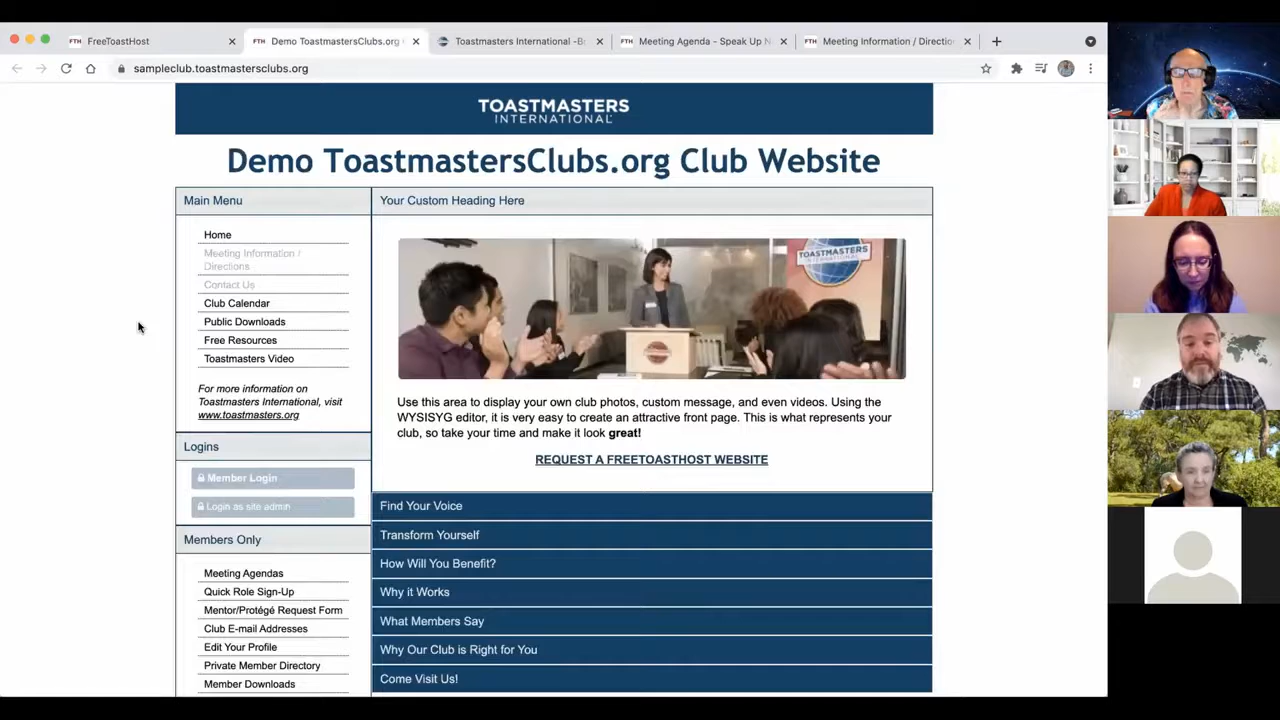 FreeToastHost
Demo ToastmastersClubs.org
Toastmasters International -B
Meeting Agenda - Speak Up N
Meeting Information / Directio
sampleclub.toastmastersclubs.org
TOASTMASTERS
INTERNATIONAL
Demo ToastmastersClubs.org Club Website
Main Menu
Home
Meeting Information /
Directions
Contact Us
Club Calendar
Public Downloads
Free Resources
Toastmasters Video
For more information on
Toastmasters International, visit
www.toastmasters.org
Logins
Member Login
Login as site admin
Members Only
Meeting Agendas
Quick Role Sign-Up
Mentor/Protégé Request Form
Club E-mail Addresses
Edit Your Profile
Private Member Directory
Member Downloads
Your Custom Heading Here
TOASTMASTERS
INTERNATIONAL
Use this area to display your own club photos, custom message, and even videos. Using the
WYSISYG editor, it is very easy to create an attractive front page. This is what represents your
club, so take your time and make it look great!
REQUEST A FREETOASTHOST WEBSITE
Find Your Voice
Transform Yourself
How Will You Benefit?
Why it Works
What Members Say
Why Our Club is Right for You
Come Visit Us!